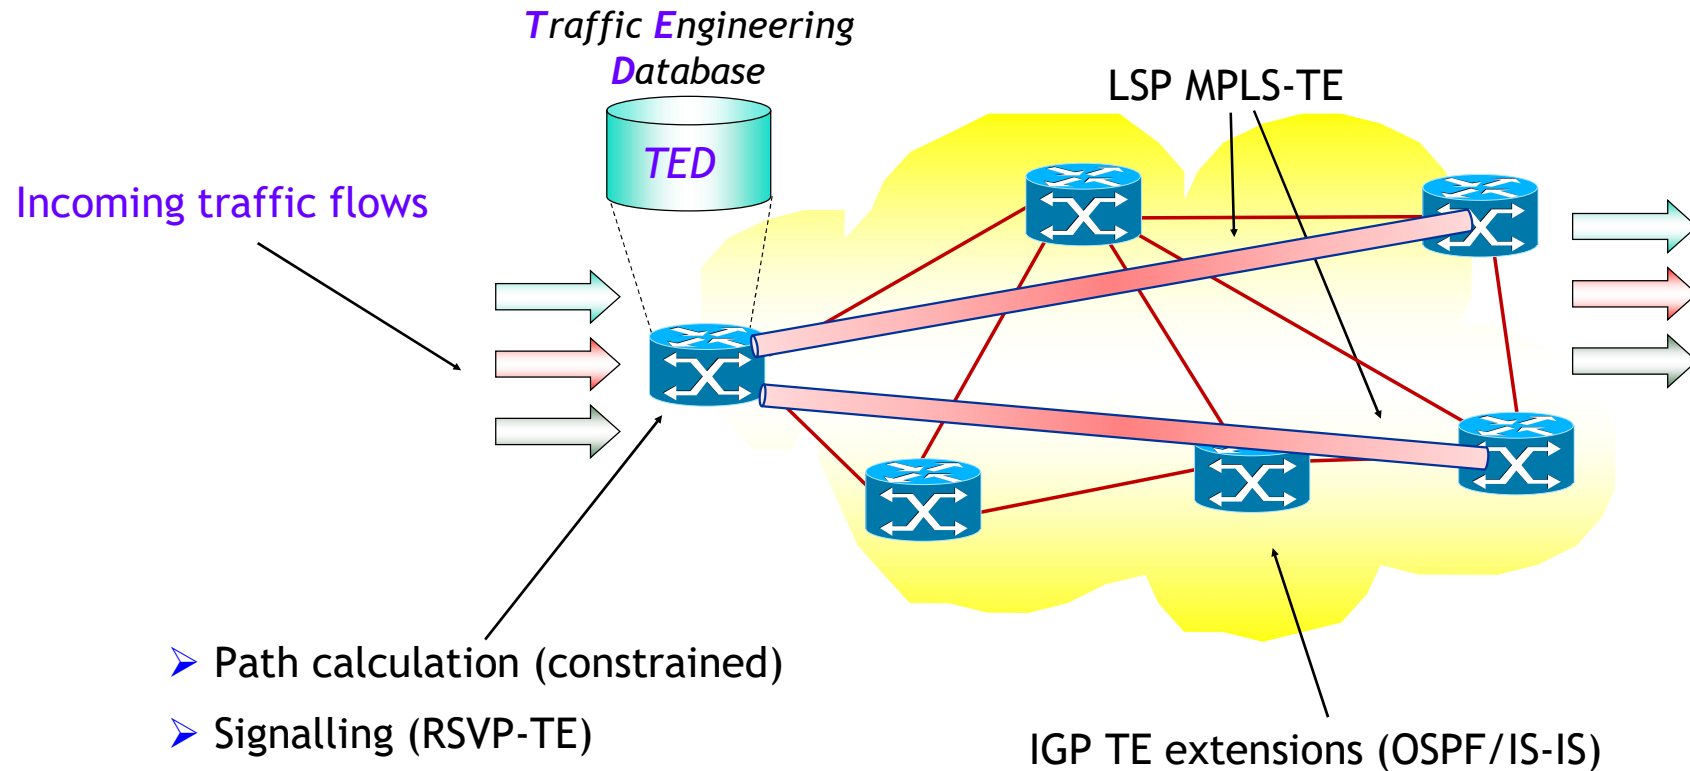 Traffic Engineering
Database
TED
LSP MPLS-TE
Incoming traffic flows
➢ Path calculation (constrained)
➢ Signalling (RSVP-TE)
IGP TE extensions (OSPF/IS-IS)